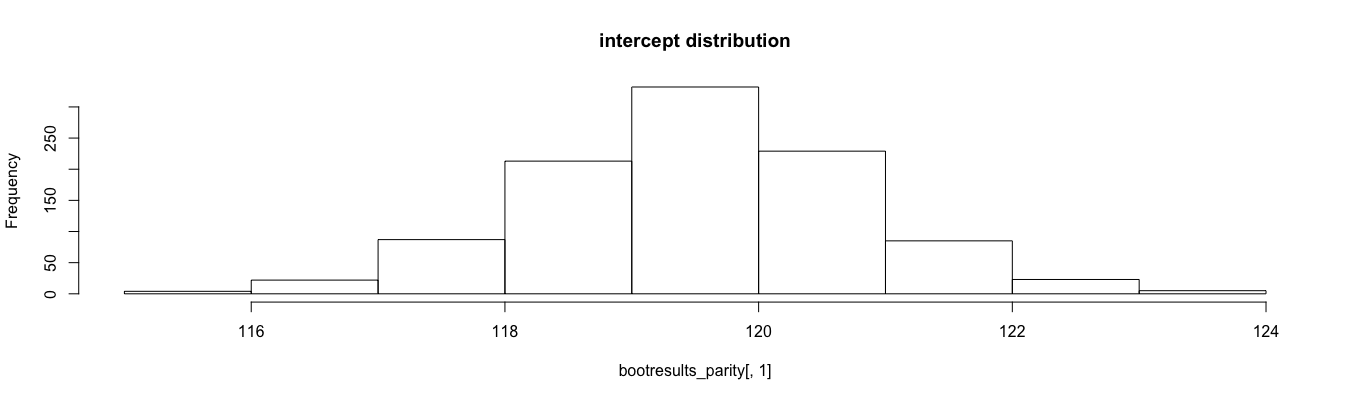 intercept distribution
Frequency
250
150
50
0
116 118 120 122 124
bootresults_parity[, 1]